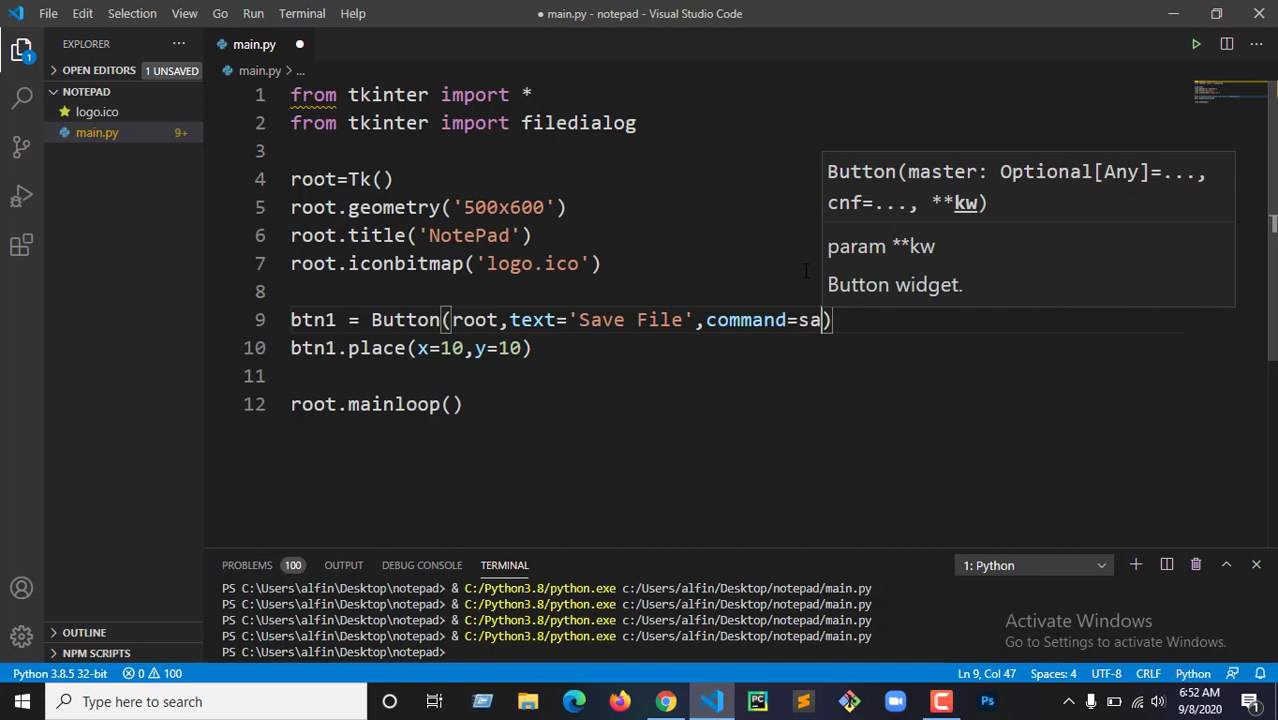 File Edit Selection View Go Run Terminal Help
● main.py - notepad - Visual Studio Code
EXPLORER ...
main.py ●
OPEN EDITORS 1 UNSAVED
main.py > ...
NOTEPAD
logo.ico
main.py 9+
1 from tkinter import *
2 from tkinter import filedialog
3
4 root=Tk()
5 root.geometry('500x600')
6 root.title('NotePad')
7 root.iconbitmap('logo.ico')
8
9 btn1 = Button(root,text='Save File',command=sa)
10 btn1.place(x=10,y=10)
11
12 root.mainloop()
Button(master: Optional[Any]=...,
cnf=..., **kw)
param **kw
Button widget.
1
PROBLEMS 100 OUTPUT DEBUG CONSOLE TERMINAL
1: Python
PS C:\Users\alfin\Desktop\notepad> & C:/Python3.8/python.exe c:/Users/alfin/Desktop/notepad/main.py
PS C:\Users\alfin\Desktop\notepad> & C:/Python3.8/python.exe c:/Users/alfin/Desktop/notepad/main.py
PS C:\Users\alfin\Desktop\notepad> & C:/Python3.8/python.exe c:/Users/alfin/Desktop/notepad/main.py
PS C:\Users\alfin\Desktop\notepad> & C:/Python3.8/python.exe c:/Users/alfin/Desktop/notepad/main.py
PS C:\Users\alfin\Desktop\notepad>
Activate Windows
Go to Settings to activate Windows.
OUTLINE
NPM SCRIPTS
Python 3.8.5 32-bit 0 100
Ln 9, Col 47 Spaces: 4 UTF-8 CRLF Python
Type here to search
PC
Ps
6:52 AM
9/8/2020
1